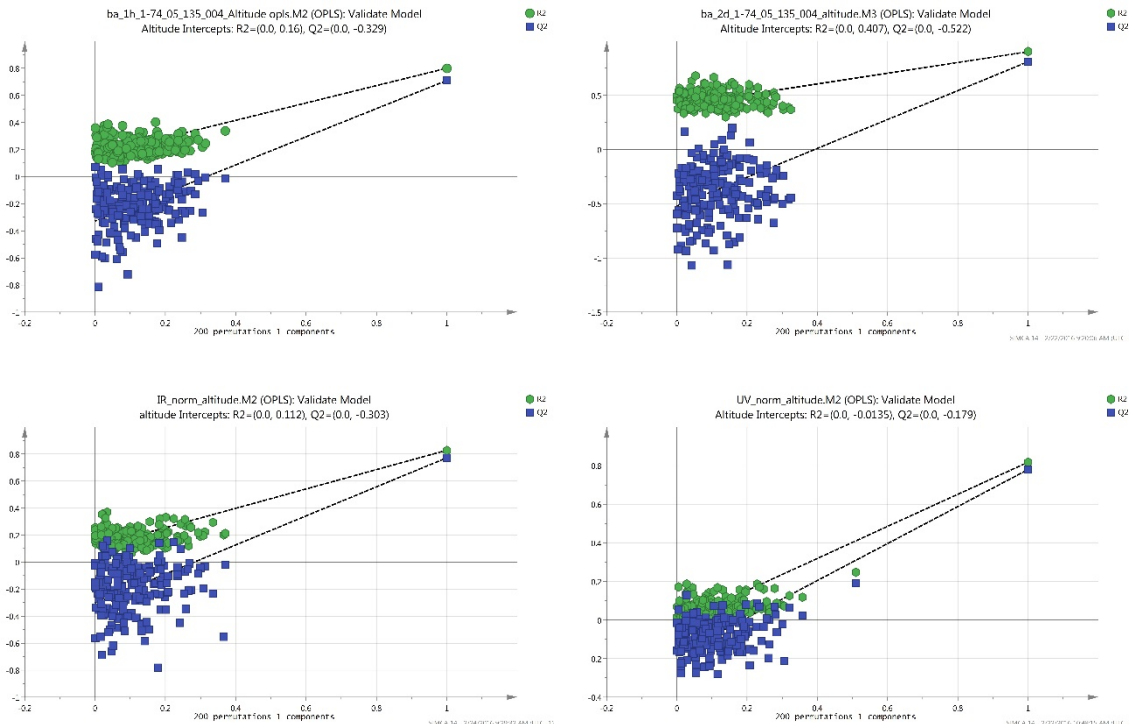 ba_1h_1-74_05_135_004_Altitude opls.M2 (OPLS): Validate Model
Altitude Intercepts: R2=(0.0, 0.16), Q2=(0.0, -0.329)
R2
Q2
0.8
0.6
0.4
0.2
0
-0.2
-0.4
-0.6
-0.8
-1
-0.2 0 0.2 0.4 0.6 0.8 1 1.2
200 permutations 1 components
ba_2d_1-74_05_135_004_altitude.M3 (OPLS): Validate Model
Altitude Intercepts: R2=(0.0, 0.407), Q2=(0.0, -0.522)
R2
Q2
0.5
0
-0.5
-1
-1.5
-0.2 0 0.2 0.4 0.6 0.8 1 1.2
200 permutations 1 components
IR_norm_altitude.M2 (OPLS): Validate Model
altitude Intercepts: R2=(0.0, 0.112), Q2=(0.0, -0.303)
R2
Q2
0.8
0.6
0.4
0.2
0
-0.2
-0.4
-0.6
-0.8
-1
-0.2 0 0.2 0.4 0.6 0.8 1 1.2
200 permutations 1 components
UV_norm_altitude.M2 (OPLS): Validate Model
Altitude Intercepts: R2=(0.0, -0.0135), Q2=(0.0, -0.179)
R2
Q2
0.8
0.6
0.4
0.2
0
0.2
-0.4
-0.2 0 0.2 0.4 0.6 0.8 1 1.2
200 permutations 1 components